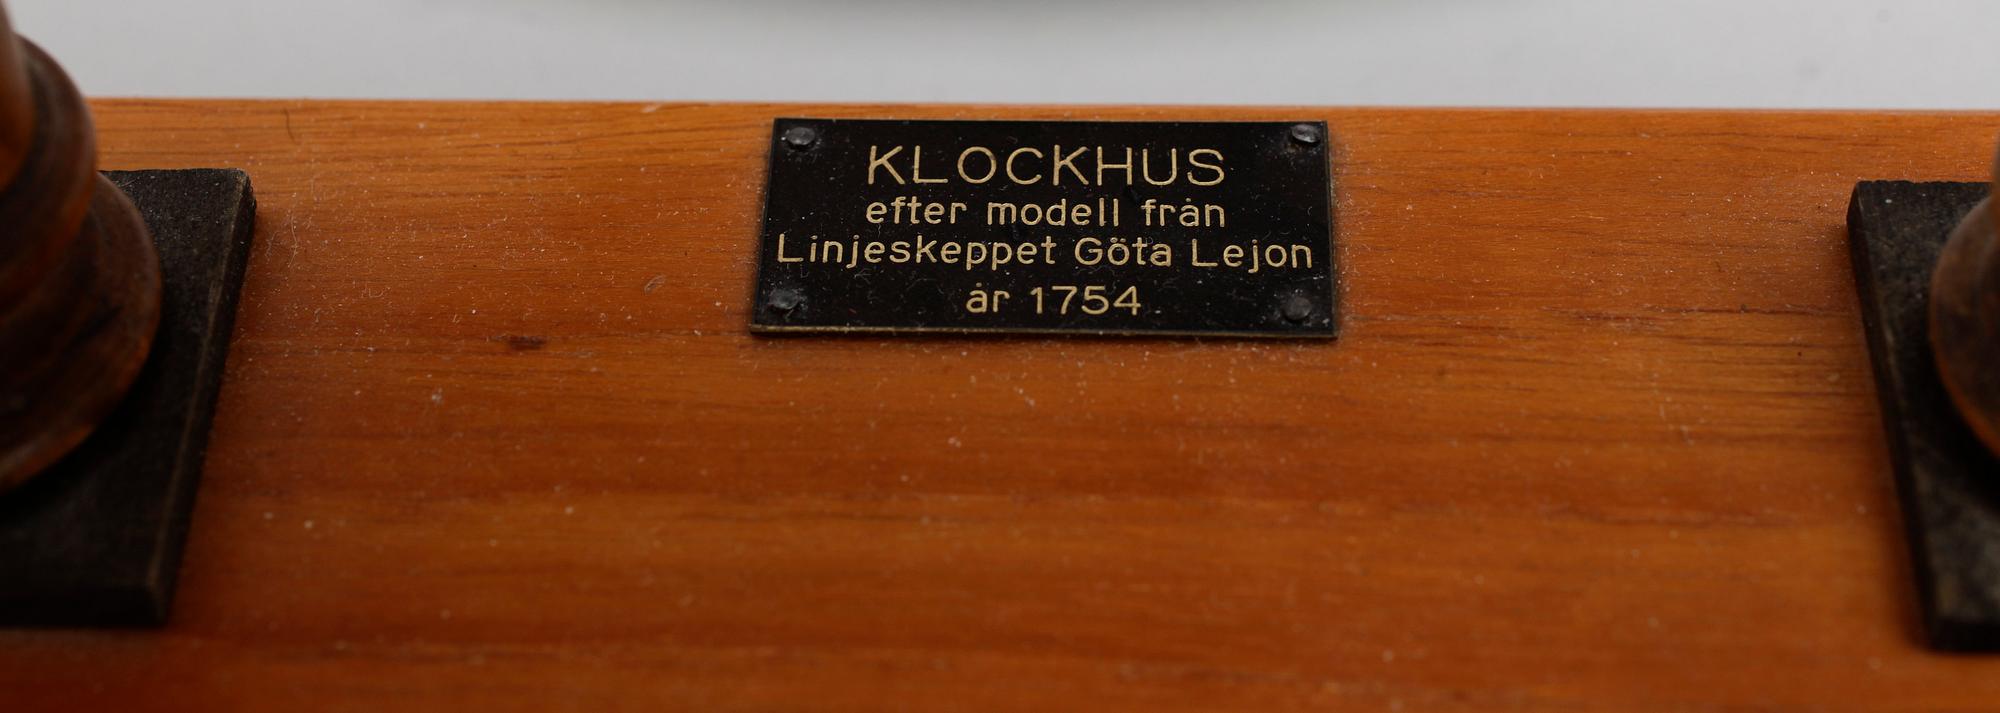 KLOCKHUS
efter modell från
Linjeskeppet Göta Lejon
år 1754